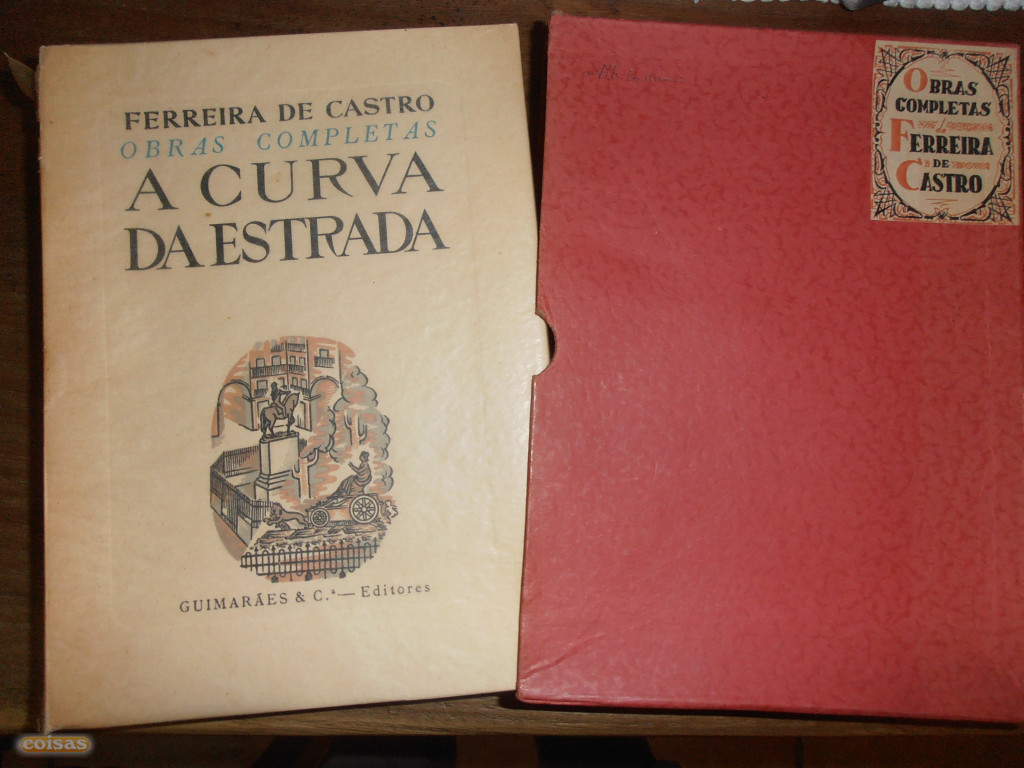 FERREIRA DE CASTRO
OBRAS COMPLETAS
A CURVA
DA ESTRADA
GUIMARÃES & C.ª — Editores
OBRAS
COMPLETAS
FERREIRA
DE
CASTRO
coisas